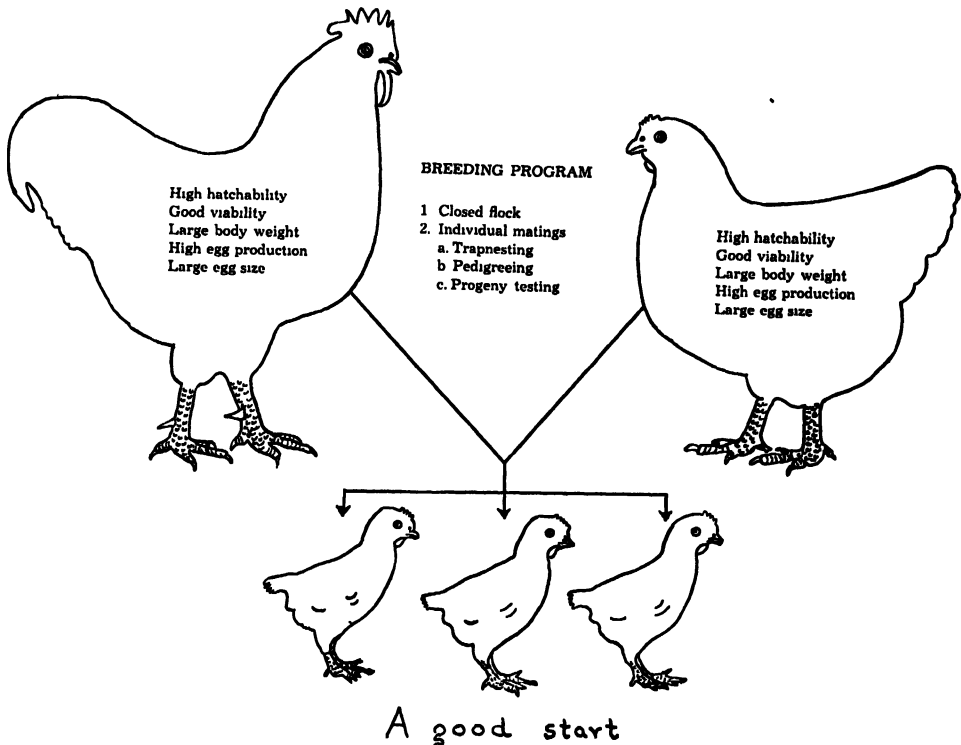 High hatchability
Good viability
Large body weight
High egg production
Large egg size
BREEDING PROGRAM
1 Closed flock
2. Individual matings
a. Trapnesting
b Pedigreeing
c. Progeny testing
High hatchability
Good viability
Large body weight
High egg production
Large egg size
A good start